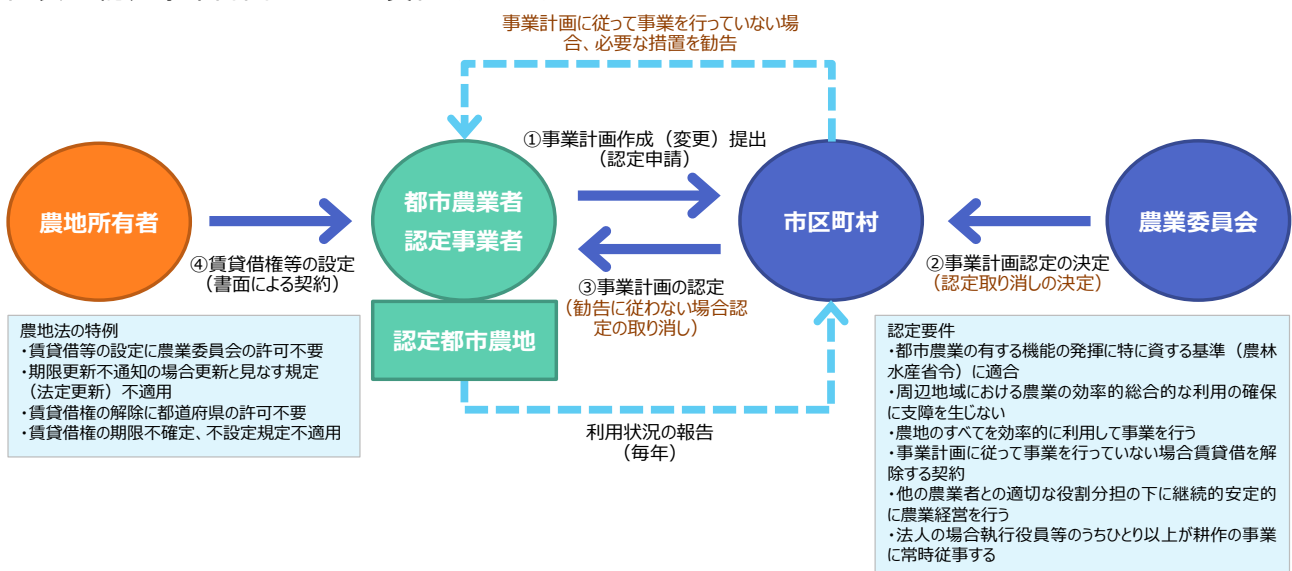 事業計画に従って事業を行っていない場
合、必要な措置を勧告
①事業計画作成（変更）提出
（認定申請）
農地所有者
都市農業者
認定事業者
市区町村
農業委員会
④賃貸借権等の設定
（書面による契約）
③事業計画の認定
（勧告に従わない場合認
定の取り消し）
②事業計画認定の決定
（認定取り消しの決定）
認定都市農地
利用状況の報告
（毎年）
農地法の特例
・賃貸借等の設定に農業委員会の許可不要
・期限更新不通知の場合更新と見なす規定
（法定更新）不適用
・賃貸借権の解除に都道府県の許可不要
・賃貸借権の期限不確定、不設定規定不適用
認定要件
・都市農業の有する機能の発揮に特に資する基準（農林
水産省令）に適合
・周辺地域における農業の効率的総合的な利用の確保
に支障を生じない
・農地のすべてを効率的に利用して事業を行う
・事業計画に従って事業を行っていない場合賃貸借を解
除する契約
・他の農業者との適切な役割分担の下に継続的安定的
に農業経営を行う
・法人の場合執行役員等のうちひとり以上が耕作の事業
に常時従事する